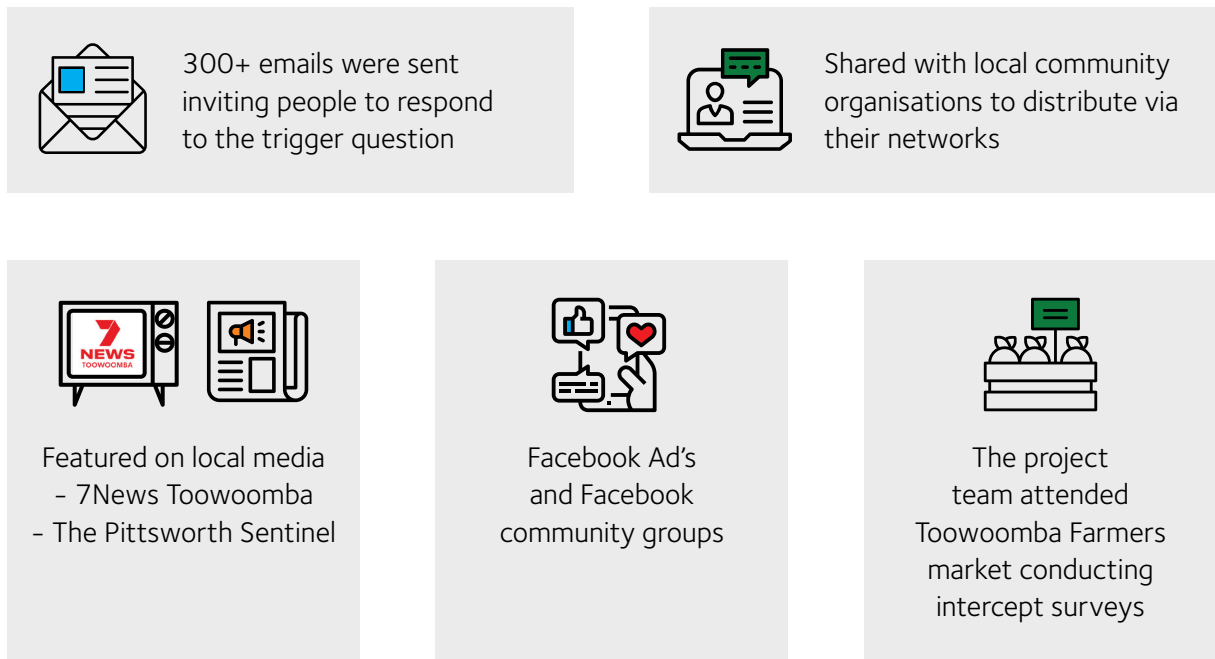 300+ emails were sent
inviting people to respond
to the trigger question
Shared with local community
organisations to distribute via
their networks
7
NEWS
TOOWOOMBA
Featured on local media
– 7News Toowoomba
– The Pittsworth Sentinel
Facebook Ad's
and Facebook
community groups
The project
team attended
Toowoomba Farmers
market conducting
intercept surveys